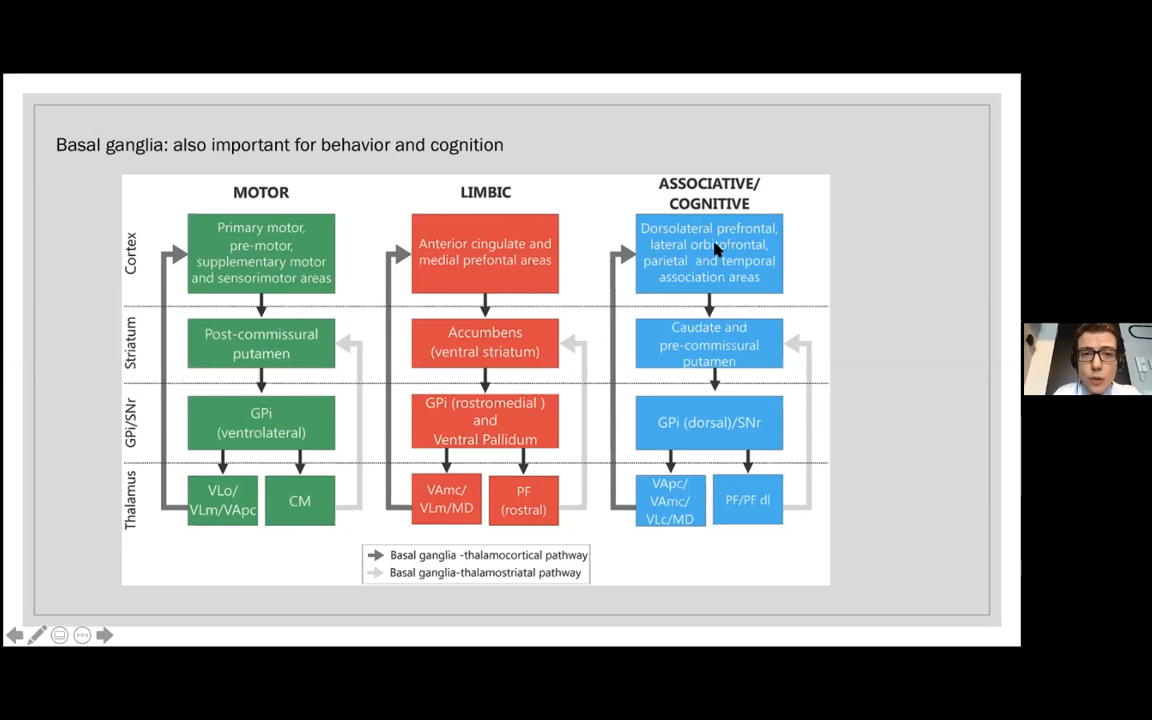 Basal ganglia: also important for behavior and cognition
MOTOR
LIMBIC
ASSOCIATIVE/
COGNITIVE
Cortex
Primary motor,
pre-motor,
supplementary motor
and sensorimotor areas
Anterior cingulate and
medial prefontal areas
Dorsolateral prefrontal,
lateral orbitofrontal,
parietal and temporal
association areas
Striatum
Post-commissural
putamen
Accumbens
(ventral striatum)
Caudate and
pre-commissural
putamen
GPi/SNr
GPi
(ventrolateral)
GPi (rostromedial )
and
Ventral Pallidum
GPi (dorsal)/SNr
Thalamus
VLo/
VLm/VApc
CM
VAmc/
VLm/MD
PF
(rostral)
VApc/
VAmc/
VLc/MD
PF/PF dl
Basal ganglia -thalamocortical pathway
Basal ganglia-thalamostriatal pathway